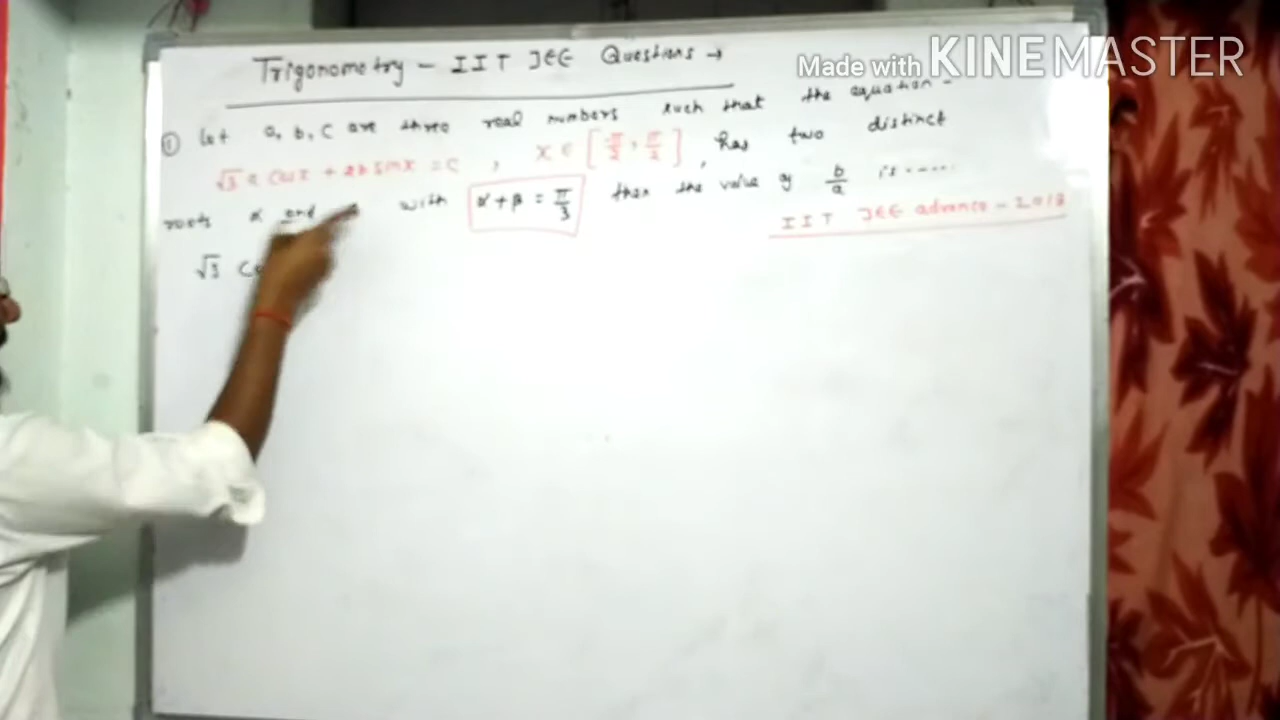 Made with KINEMASTER
Trigonometry - IIT JEE Questions →
① Let a, b, c are three real numbers such that the equation -
√3 a cosx + 2b sinx = c , x ∈ [-π/2, π/2] , has two distinct
roots α and with α+β = π/3 then the value of b/a is .....
IIT JEE advance - 2018
√3